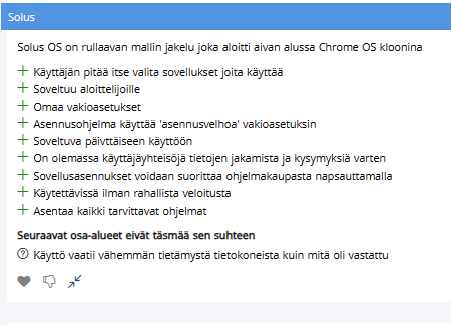 Solus
Solus OS on rullaavan mallin jakelu joka aloitti aivan alussa Chrome OS kloonina
Käyttäjän pitää itse valita sovellukset joita käyttää
Soveltuu aloittelijoille
Omaa vakioasetukset
Asennusohjelma käyttää 'asennusvelhoa' vakioasetuksin
Soveltuva päivttäiseen käyttöön
On olemassa käyttäjäyhteisöjä tietojen jakamista ja kysymyksiä varten
Sovellusasennukset voidaan suorittaa ohjelmakaupasta napsauttamalla
Käytettävissä ilman rahallista veloitusta
Asentaa kaikki tarvittavat ohjelmat
Seuraavat osa-alueet eivät täsmää sen suhteen
Käyttö vaatii vähemmän tietämystä tietokoneista kuin mitä oli vastattu